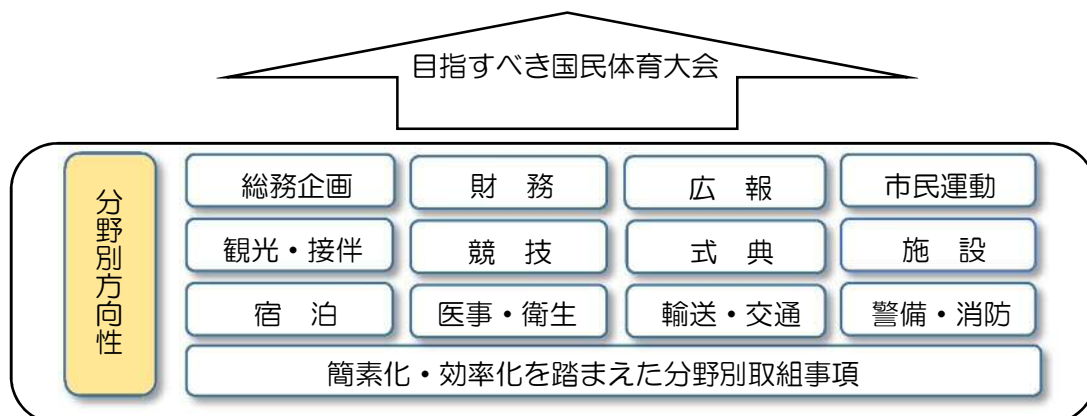 目指すべき国民体育大会
分野別方向性
総務企画 財　務 広　報 市民運動
観光・接伴 競　技 式　典 施　設
宿　泊 医事・衛生 輸送・交通 警備・消防
簡素化・効率化を踏まえた分野別取組事項